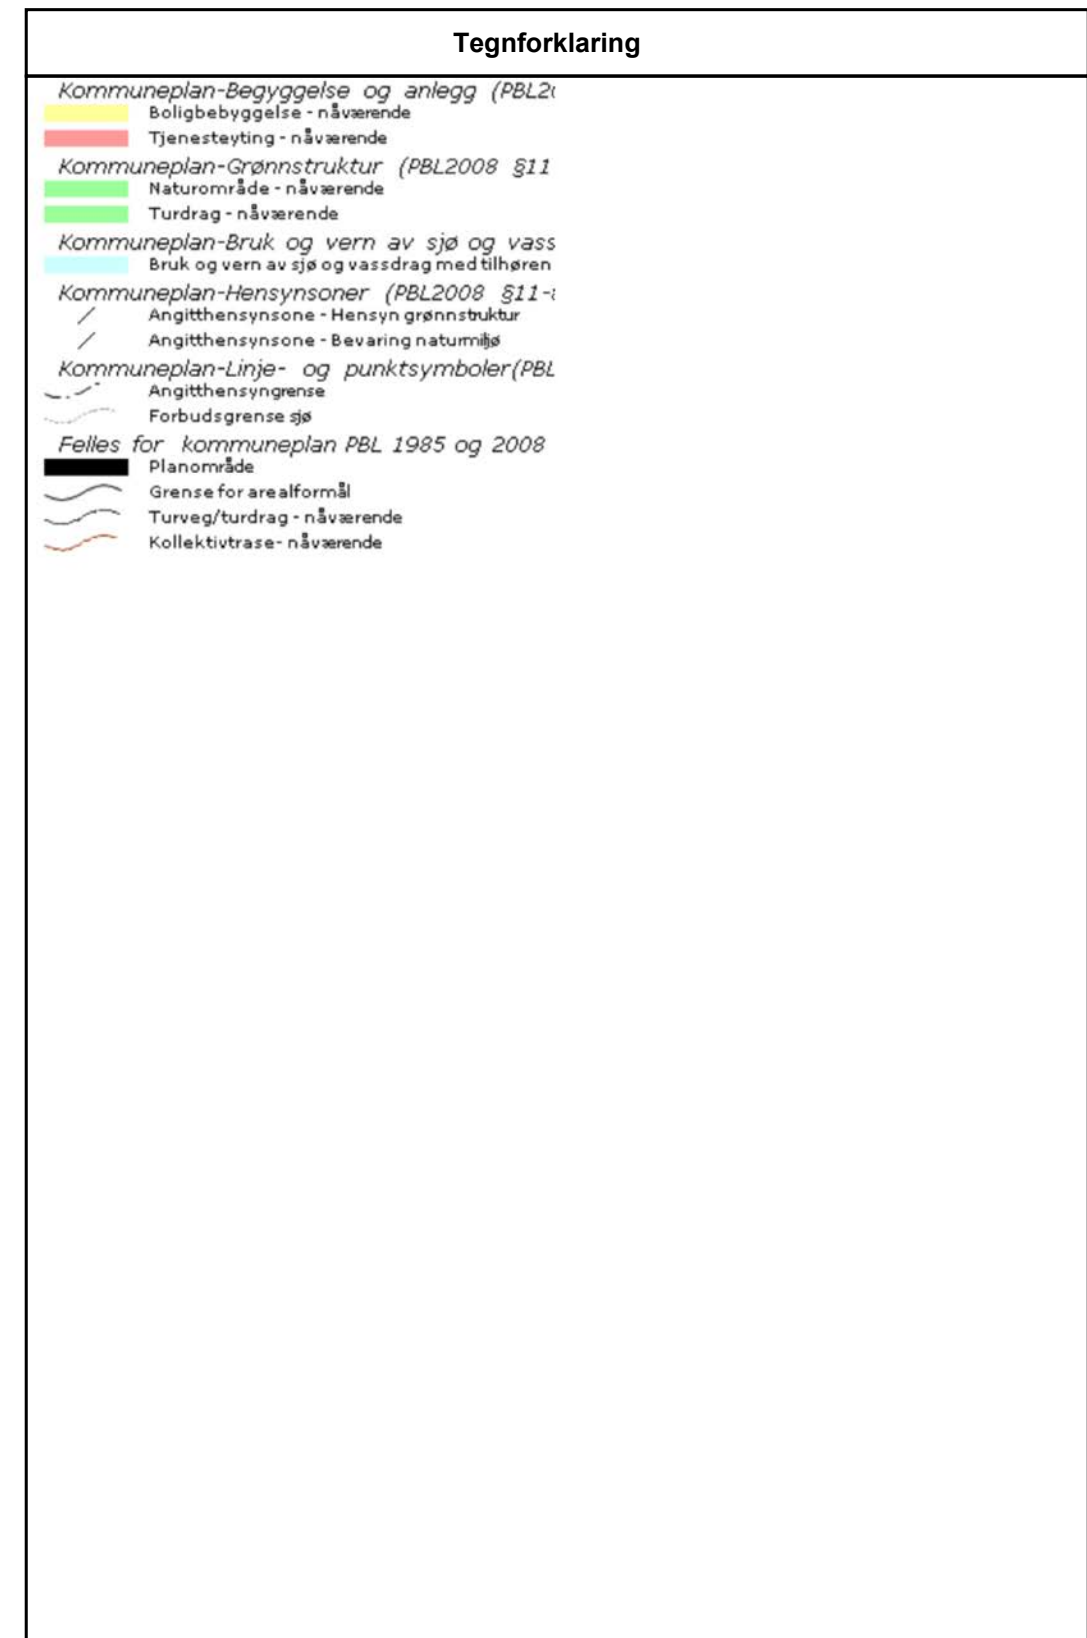 Tegnforklaring
Kommuneplan-Begyggelse og anlegg (PBL20
Boligbebyggelse - nåværende
Tjenesteyting - nåværende
Kommuneplan-Grønnstruktur (PBL2008 §11
Naturområde - nåværende
Turdrag - nåværende
Kommuneplan-Bruk og vern av sjø og vass
Bruk og vern av sjø og vassdrag med tilhøren
Kommuneplan-Hensynsoner (PBL2008 §11-8
Angitthensynsone - Hensyn grønnstruktur
Angitthensynsone - Bevaring naturmiljø
Kommuneplan-Linje- og punktsymboler(PBL
Angitthensyngrense
Forbudsgrense sjø
Felles for kommuneplan PBL 1985 og 2008
Planområde
Grense for arealformål
Turveg/turdrag - nåværende
Kollektivtrase- nåværende